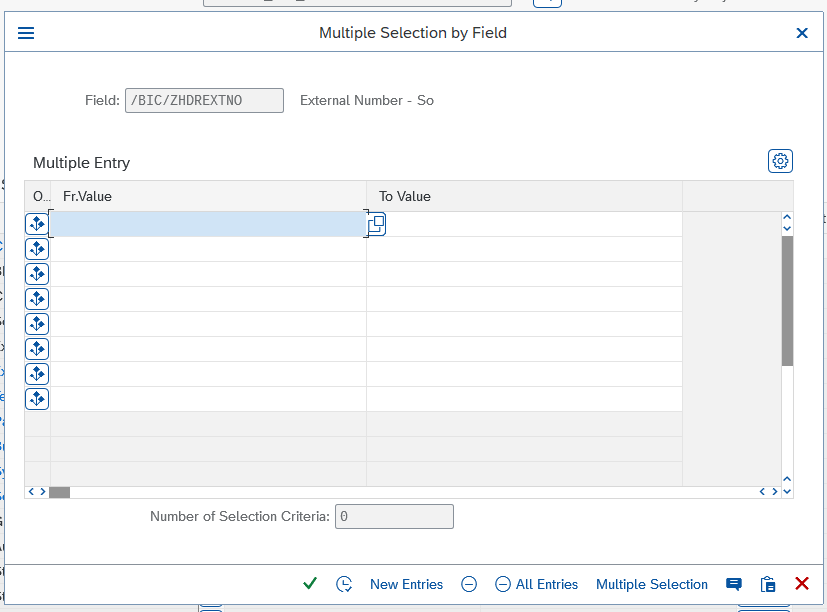 Multiple Selection by Field
Field: /BIC/ZHDREXTNO External Number - So
Multiple Entry
O... Fr.Value To Value
Number of Selection Criteria: 0
New Entries All Entries Multiple Selection